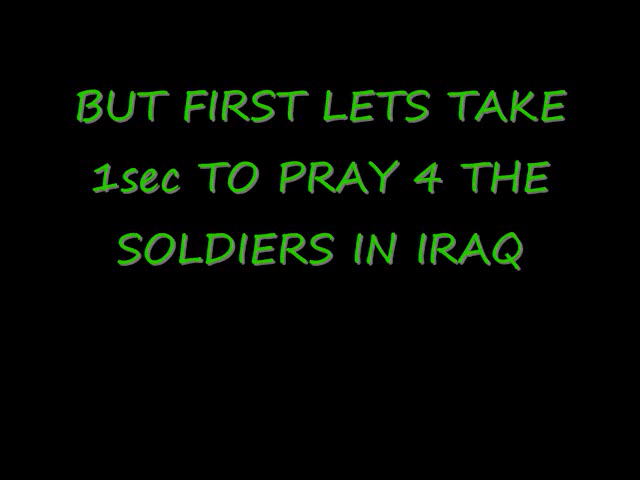 BUT FIRST LETS TAKE
1sec TO PRAY 4 THE
SOLDIERS IN IRAQ